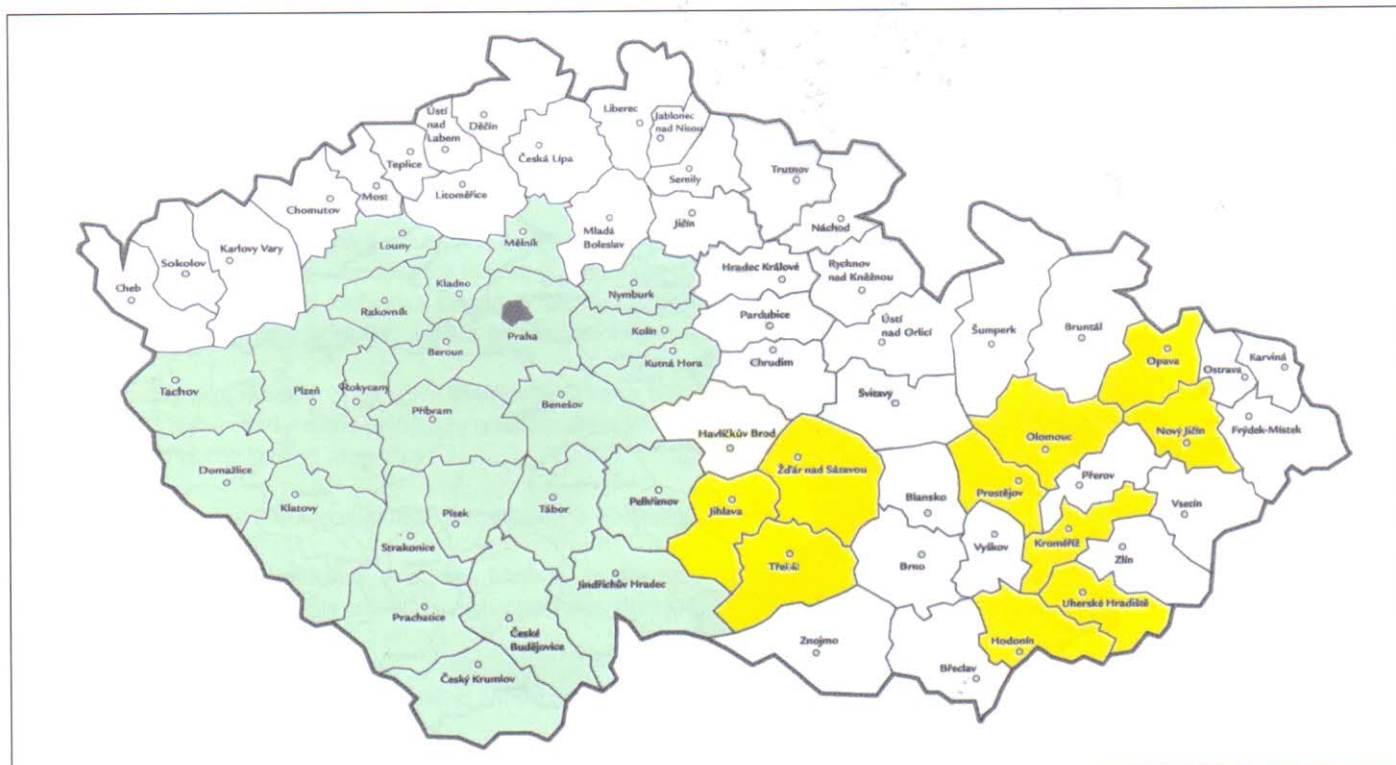 Liberec
Jablonec
nad Nisou
Ústí
nad
Labem
Děčín
Česká Lípa
Teplice
Trutnov
Semily
Most
Litoměřice
Chomutov
Mladá
Boleslav
Jičín
Náchod
Louny
Mělník
Karlovy Vary
Sokolov
Cheb
Kladno
Nymburk
Hradec Králové
Rychnov
nad Kněžnou
Rakovník
Praha
Kolín
Pardubice
Ústí
nad Orlicí
Šumperk
Bruntál
Beroun
Kutná Hora
Chrudim
Opava
Ostrava
Karviná
Tachov
Plzeň
Rokycany
Příbram
Benešov
Svitavy
Havlíčkův Brod
Olomouc
Nový Jičín
Frýdek-Místek
Domažlice
Žďár nad Sázavou
Přerov
Prostějov
Klatovy
Písek
Tábor
Pelhřimov
Jihlava
Blansko
Vsetín
Strakonice
Vyškov
Kroměříž
Zlín
Jindřichův Hradec
Třebíč
Brno
Prachatice
České
Budějovice
Uherské Hradiště
Znojmo
Hodonín
Břeclav
Český Krumlov